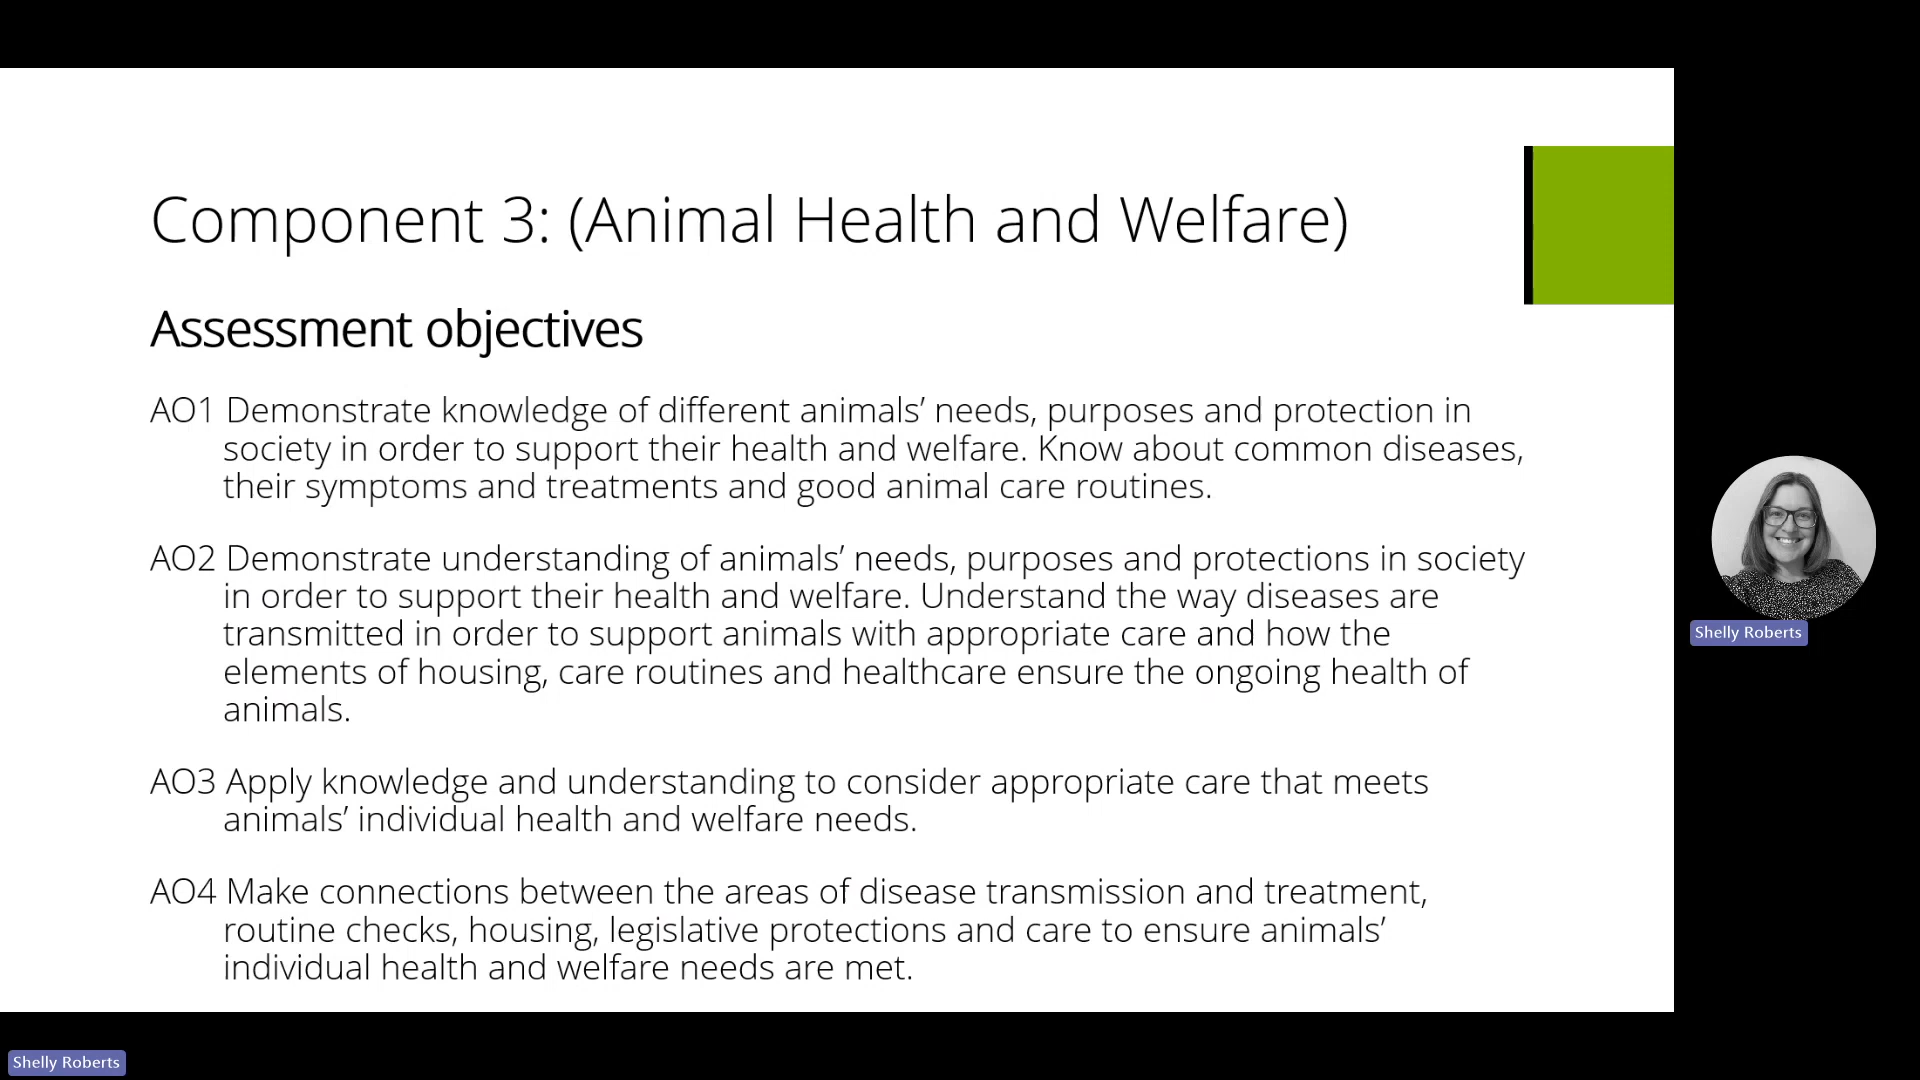 Component 3: (Animal Health and Welfare)
Assessment objectives
AO1 Demonstrate knowledge of different animals’ needs, purposes and protection in
society in order to support their health and welfare. Know about common diseases,
their symptoms and treatments and good animal care routines.
AO2 Demonstrate understanding of animals’ needs, purposes and protections in society
in order to support their health and welfare. Understand the way diseases are
transmitted in order to support animals with appropriate care and how the
elements of housing, care routines and healthcare ensure the ongoing health of
animals.
AO3 Apply knowledge and understanding to consider appropriate care that meets
animals’ individual health and welfare needs.
AO4 Make connections between the areas of disease transmission and treatment,
routine checks, housing, legislative protections and care to ensure animals’
individual health and welfare needs are met.
Shelly Roberts
Shelly Roberts